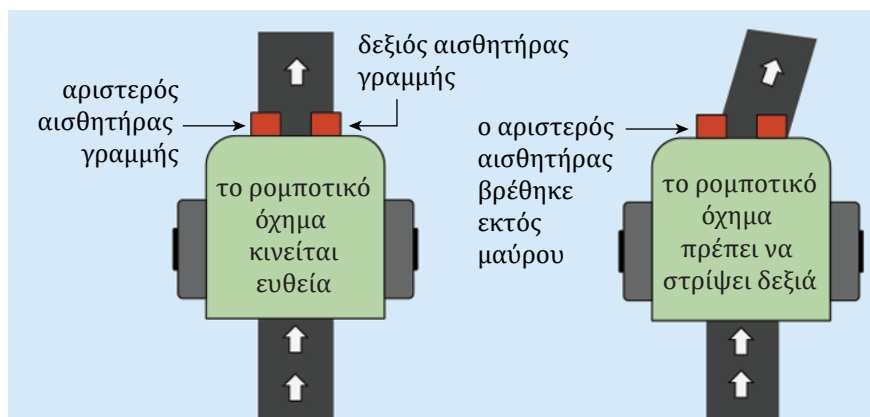 αριστερός
αισθητήρας
γραμμής
δεξιός αισθητήρας
γραμμής
το ρομποτικό
όχημα
κινείται
ευθεία
ο αριστερός
αισθητήρας
βρέθηκε
εκτός
μαύρου
το ρομποτικό
όχημα
πρέπει να
στρίψει δεξιά